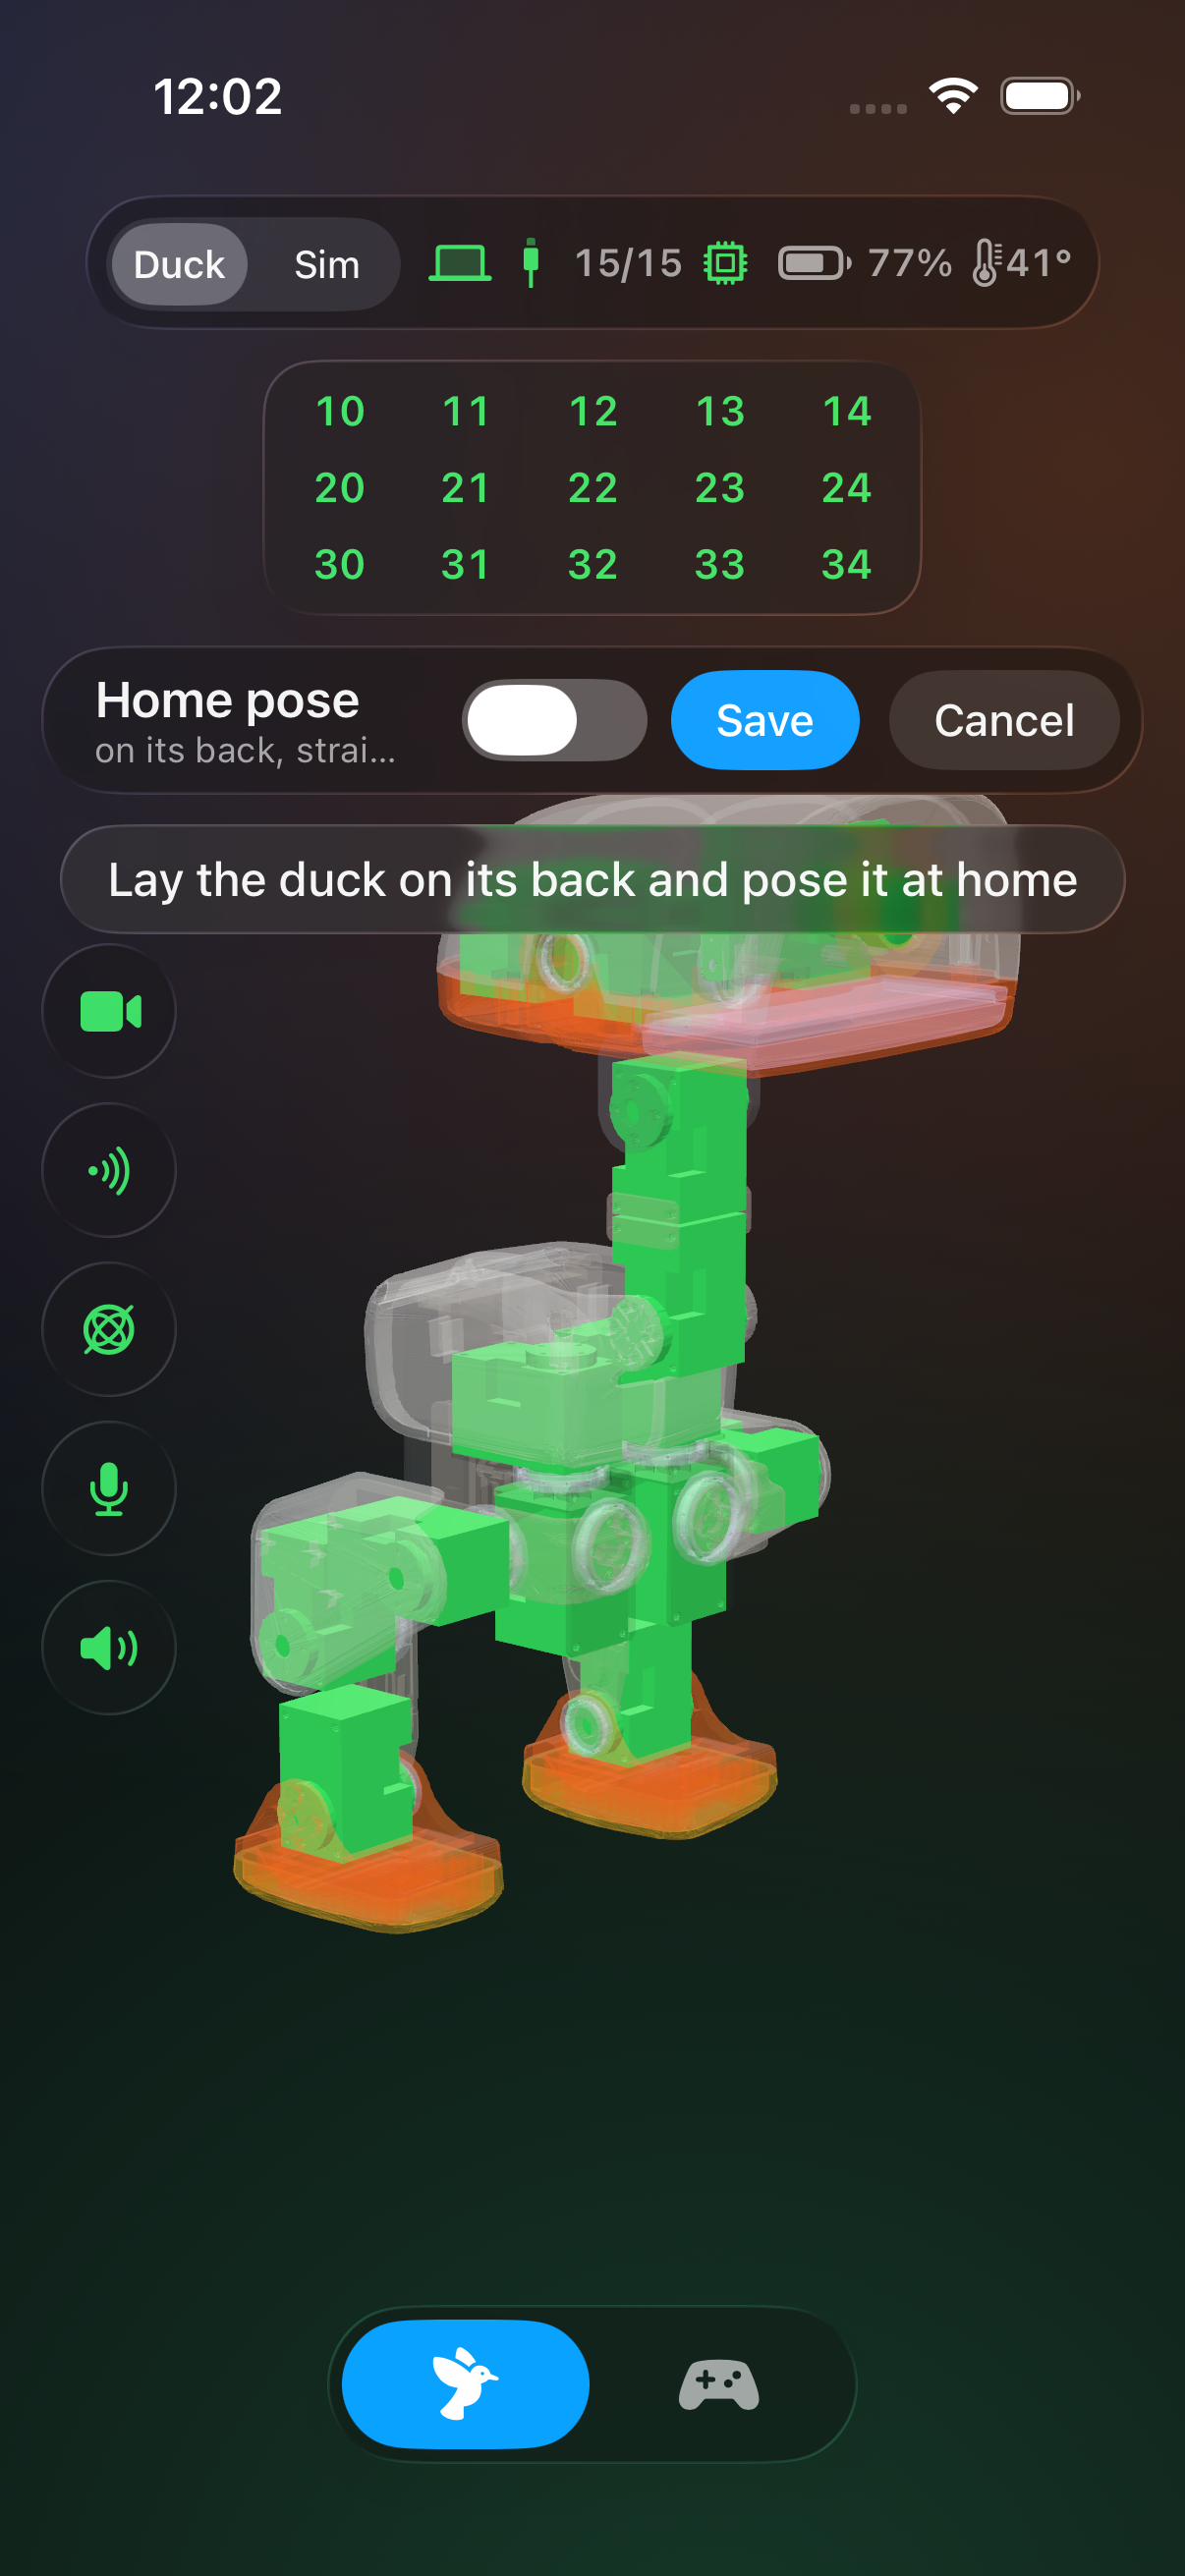 12:02
Duck Sim 15/15 77% 41°
10 11 12 13 14
20 21 22 23 24
30 31 32 33 34
Home pose
on its back, strai...
Save
Cancel
Lay the duck on its back and pose it at home